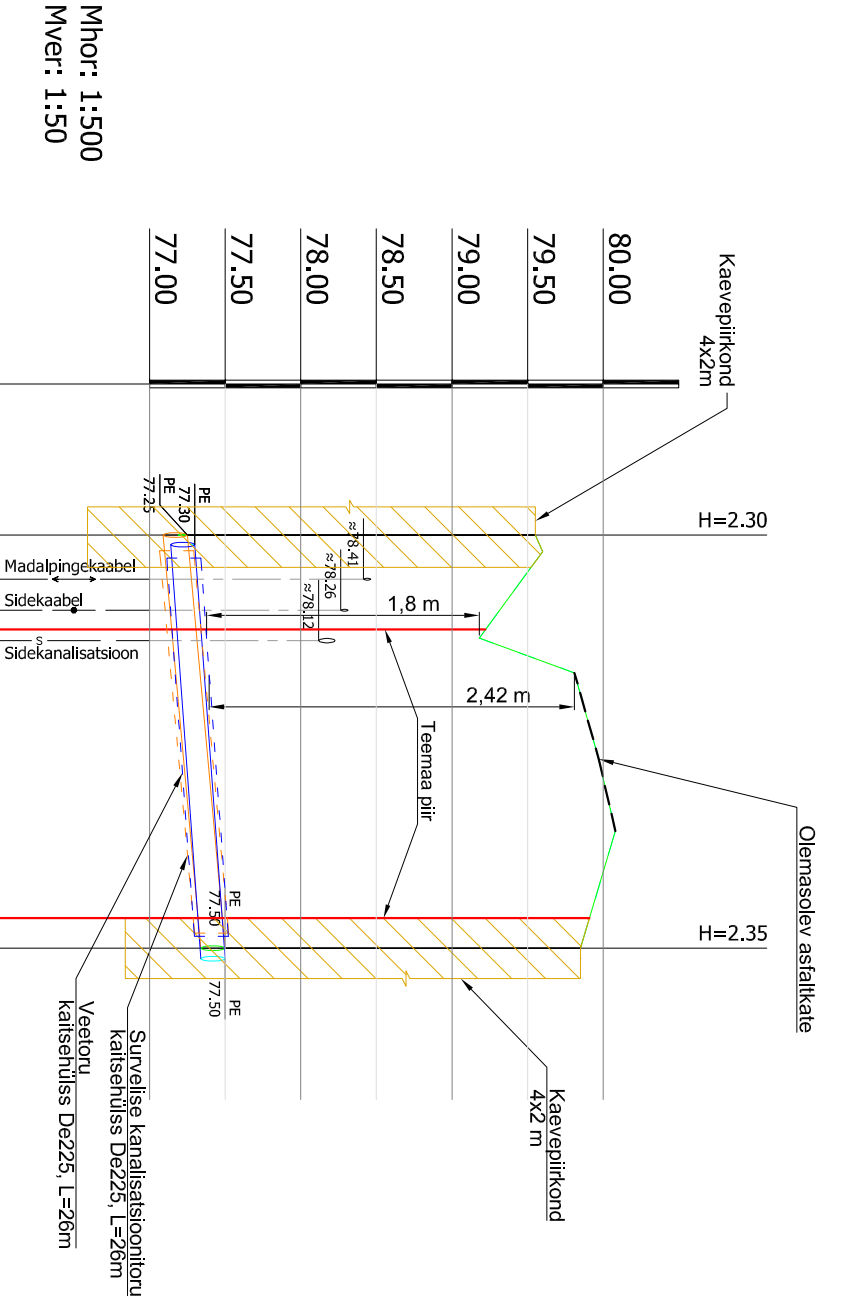 Mhor: 1:500
Mver: 1:50
80.00
79.50
79.00
78.50
78.00
77.50
77.00
Kaevepiirkond
4x2m
H=2.30
H=2.35
Olemasolev asfaltkate
1,8 m
2,42 m
Teemaa piir
≈78.41
≈78.26
≈78.12
PE
77.30
PE
77.25
Madalpingekaabel
Sidekaabel
S
Sidekanalisatsioon
PE
77.50
PE
77.50
Kaevepiirkond
4x2 m
Survelise kanalisatsioonitoru
kaitsehülss De225, L=26m
Veetoru
kaitsehülss De225, L=26m